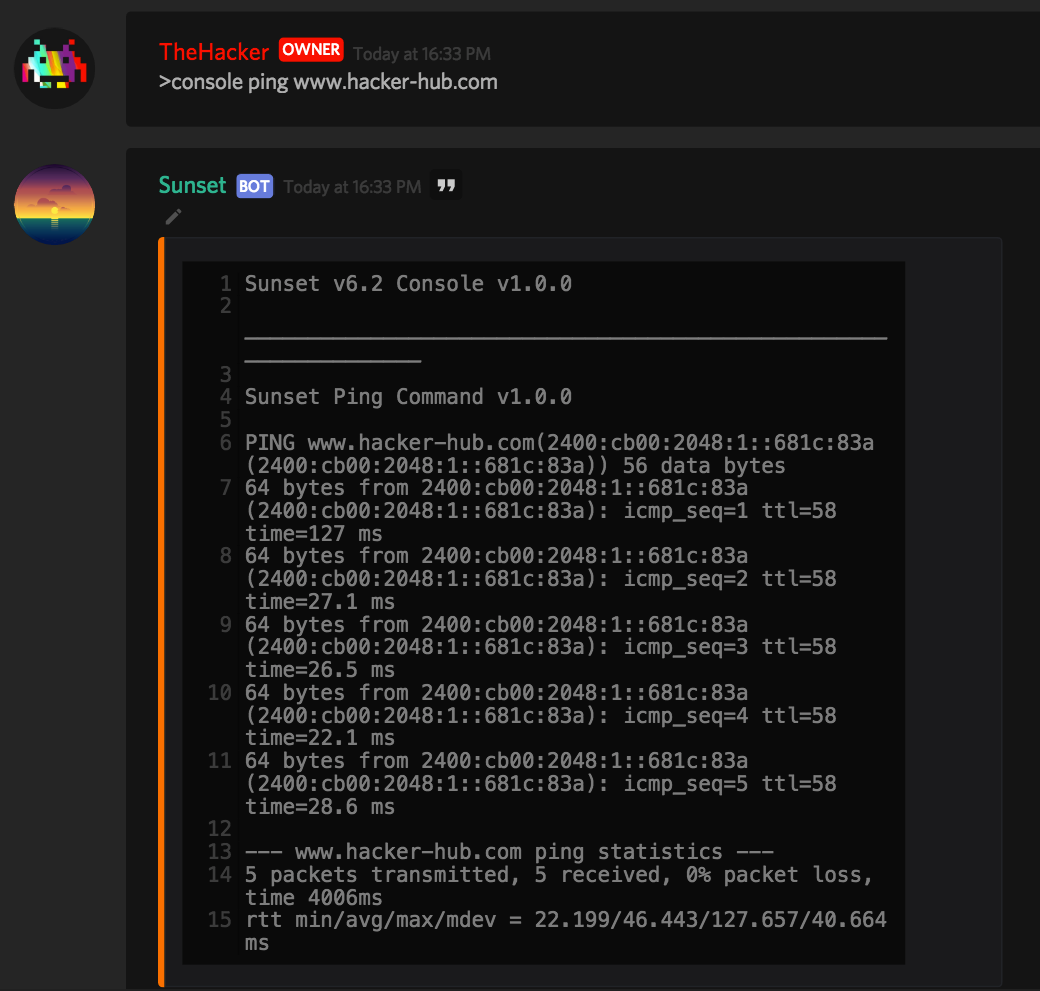 TheHacker OWNER Today at 16:33 PM
>console ping www.hacker-hub.com
Sunset BOT Today at 16:33 PM
1 Sunset v6.2 Console v1.0.0
2
3
4 Sunset Ping Command v1.0.0
5
6 PING www.hacker-hub.com(2400:cb00:2048:1::681c:83a
(2400:cb00:2048:1::681c:83a)) 56 data bytes
7 64 bytes from 2400:cb00:2048:1::681c:83a
(2400:cb00:2048:1::681c:83a): icmp_seq=1 ttl=58
time=127 ms
8 64 bytes from 2400:cb00:2048:1::681c:83a
(2400:cb00:2048:1::681c:83a): icmp_seq=2 ttl=58
time=27.1 ms
9 64 bytes from 2400:cb00:2048:1::681c:83a
(2400:cb00:2048:1::681c:83a): icmp_seq=3 ttl=58
time=26.5 ms
10 64 bytes from 2400:cb00:2048:1::681c:83a
(2400:cb00:2048:1::681c:83a): icmp_seq=4 ttl=58
time=22.1 ms
11 64 bytes from 2400:cb00:2048:1::681c:83a
(2400:cb00:2048:1::681c:83a): icmp_seq=5 ttl=58
time=28.6 ms
12
13 --- www.hacker-hub.com ping statistics ---
14 5 packets transmitted, 5 received, 0% packet loss,
time 4006ms
15 rtt min/avg/max/mdev = 22.199/46.443/127.657/40.664
ms